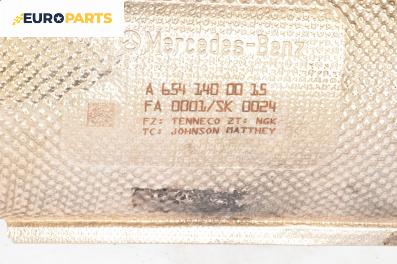 EUROPARTS
Mercedes-Benz
A 654 140 00 15
FA 0001/SK 0024
FZ: TENNECO ZT: NGK
TC: JOHNSON MATTHEY